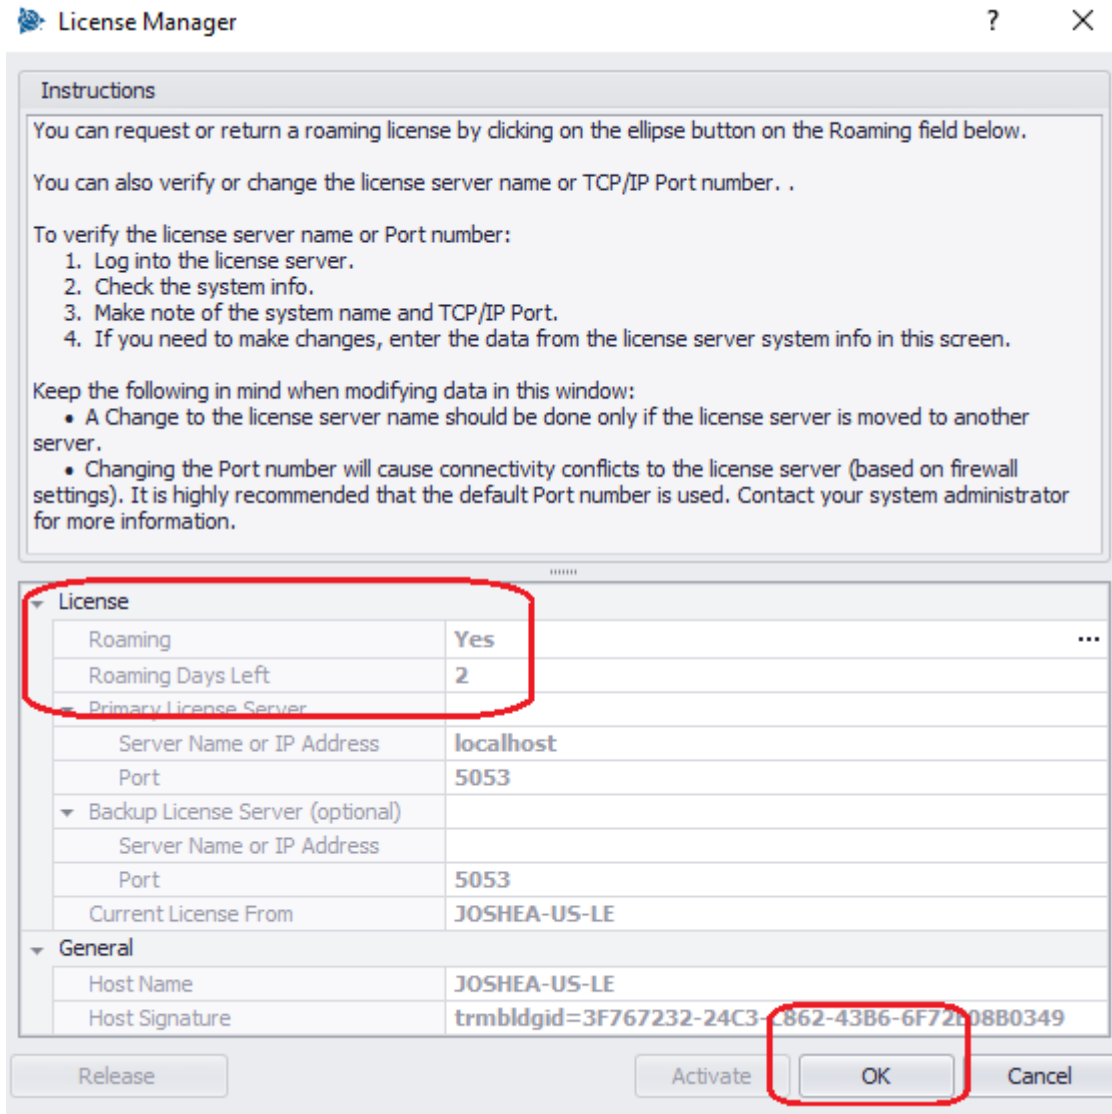 License Manager ?
Instructions
You can request or return a roaming license by clicking on the ellipse button on the Roaming field below.
You can also verify or change the license server name or TCP/IP Port number. .
To verify the license server name or Port number:
1. Log into the license server.
2. Check the system info.
3. Make note of the system name and TCP/IP Port.
4. If you need to make changes, enter the data from the license server system info in this screen.
Keep the following in mind when modifying data in this window:
• A Change to the license server name should be done only if the license server is moved to another
server.
• Changing the Port number will cause connectivity conflicts to the license server (based on firewall
settings). It is highly recommended that the default Port number is used. Contact your system administrator
for more information.
License
Roaming Yes ...
Roaming Days Left 2
Primary License Server
Server Name or IP Address localhost
Port 5053
Backup License Server (optional)
Server Name or IP Address
Port 5053
Current License From JOSHEA-US-LE
General
Host Name JOSHEA-US-LE
Host Signature
Release Activate OK Cancel